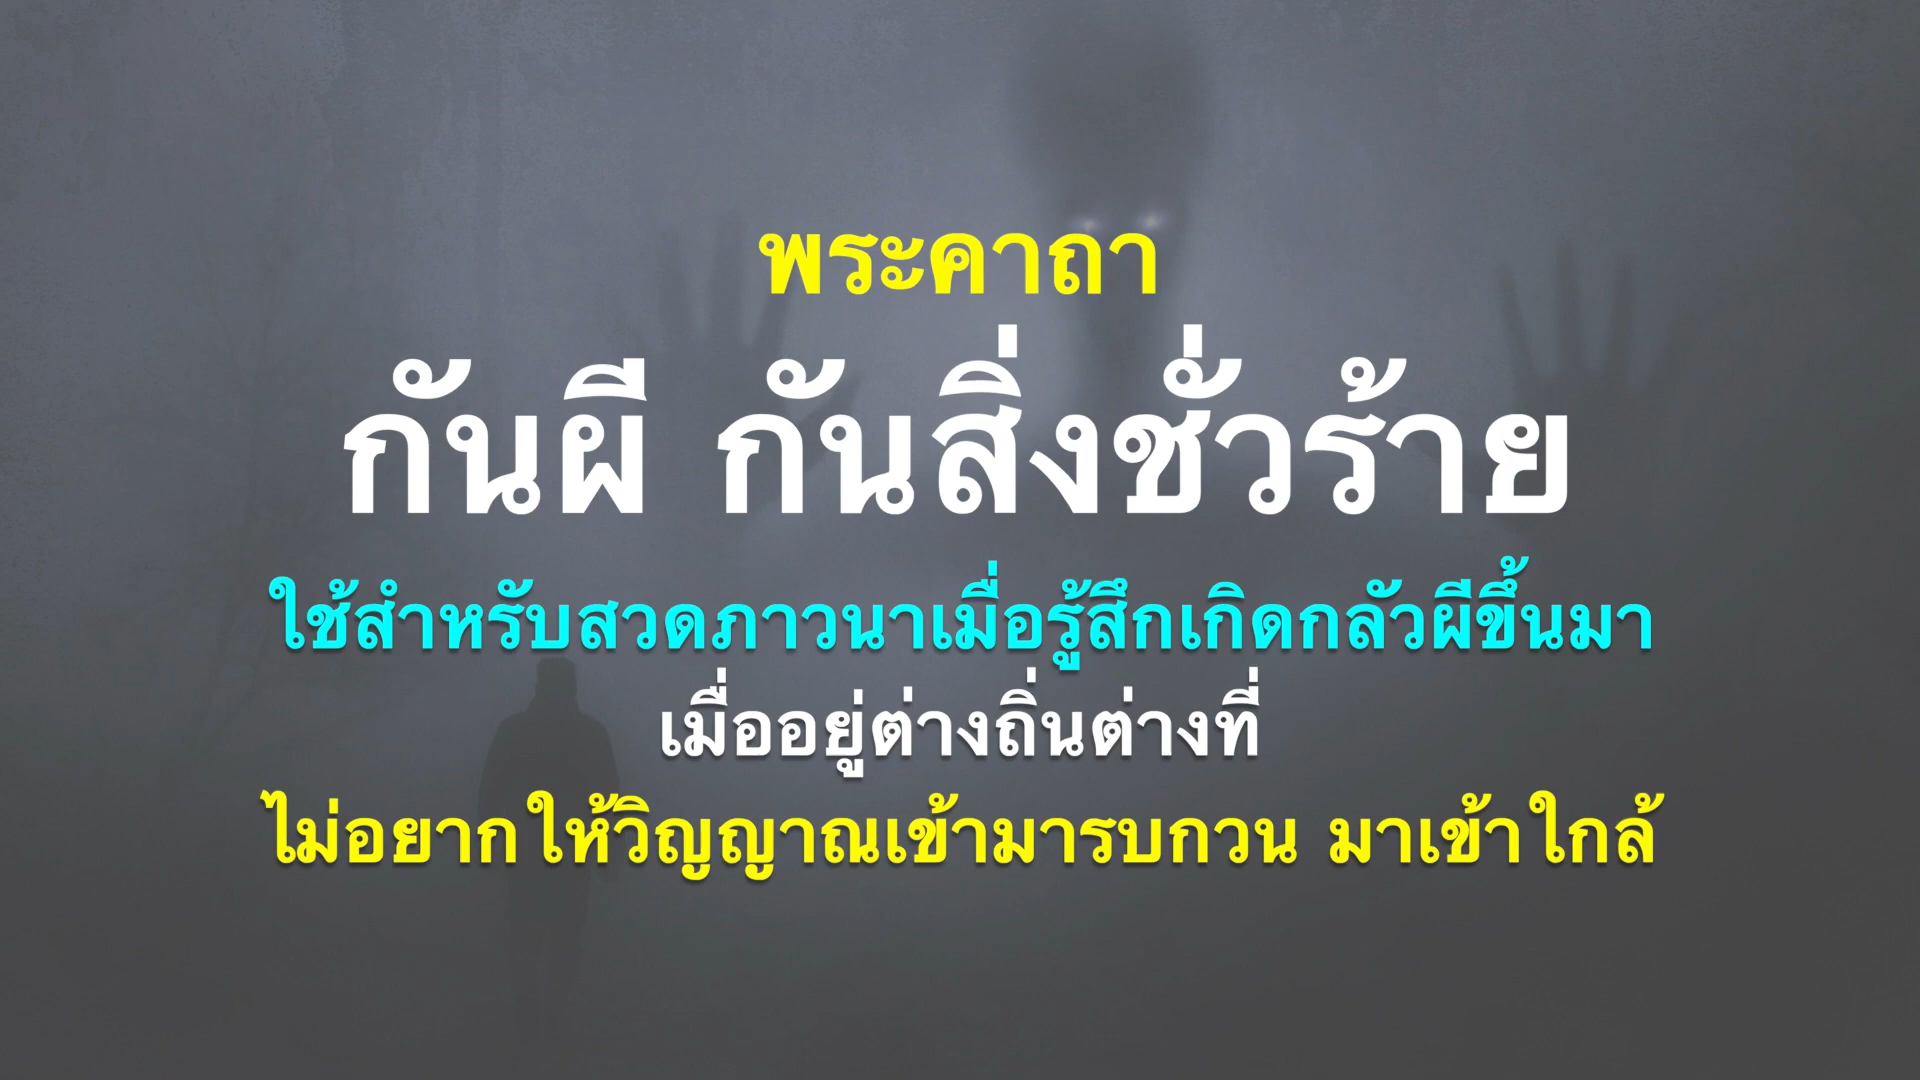 พระคาถา
กันผี กันสิ่งชั่วร้าย
ใช้สำหรับสวดภาวนาเมื่อรู้สึกเกิดกลัวผีขึ้นมา
เมื่ออยู่ต่างถิ่นต่างที่
ไม่อยากให้วิญญาณเข้ามารบกวน มาเข้าใกล้